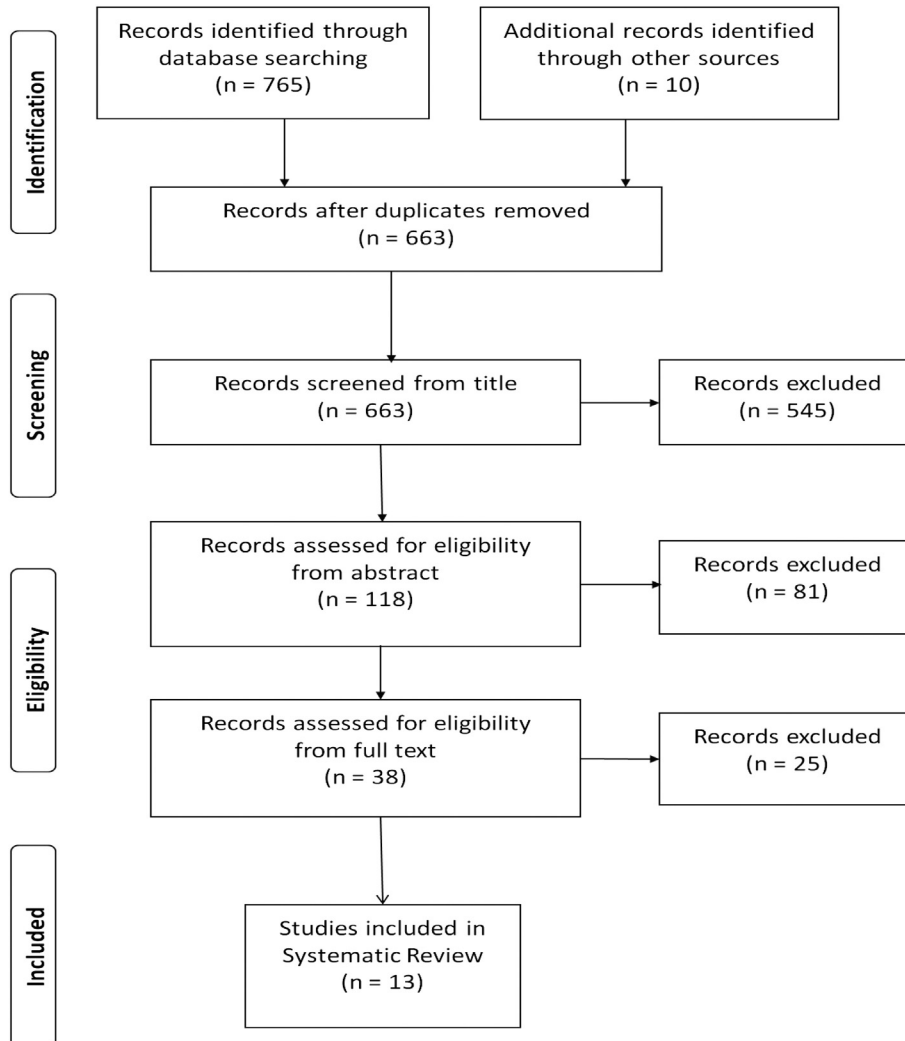 Identification
Records identified through
database searching
(n = 765)
Additional records identified
through other sources
(n = 10)
Records after duplicates removed
(n = 663)
Screening
Records screened from title
(n = 663)
Records excluded
(n = 545)
Eligibility
Records assessed for eligibility
from abstract
(n = 118)
Records excluded
(n = 81)
Records assessed for eligibility
from full text
(n = 38)
Records excluded
(n = 25)
Included
Studies included in
Systematic Review
(n = 13)